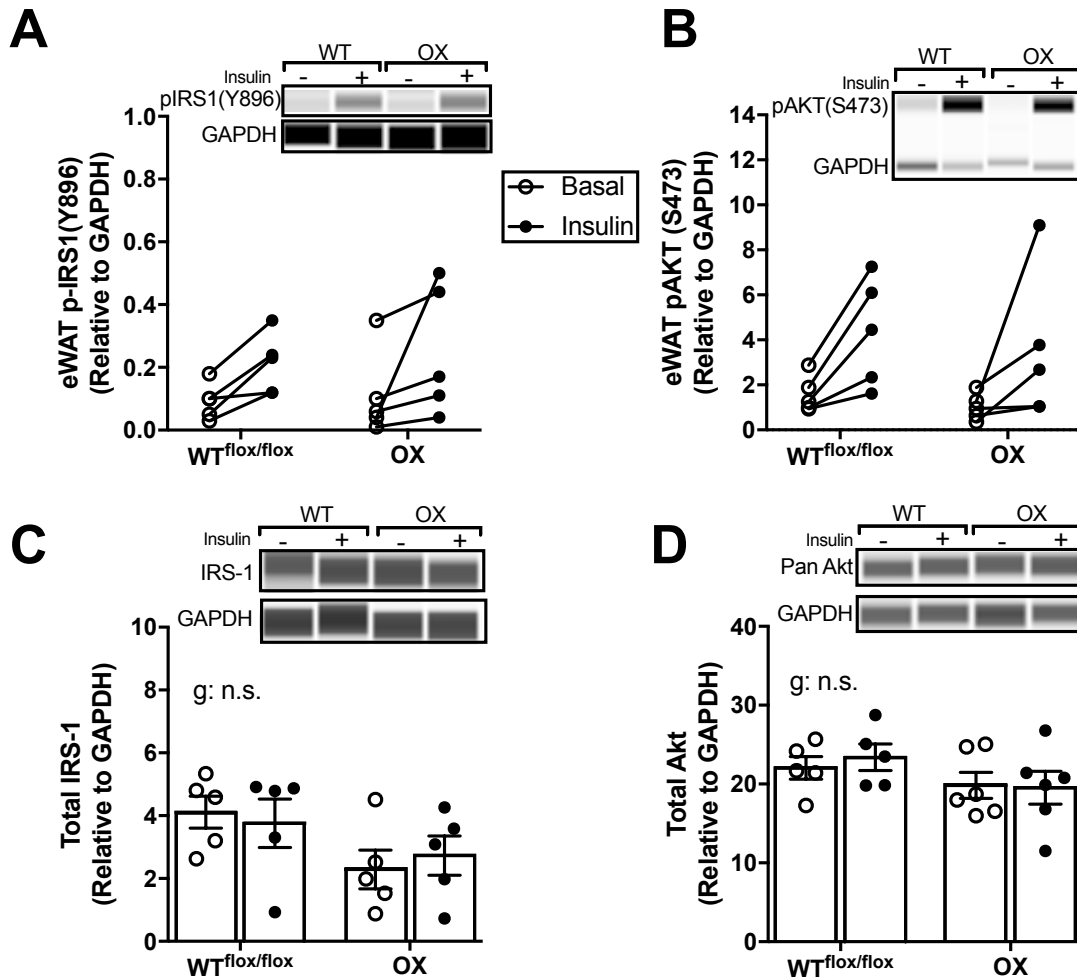 A
WT OX
Insulin - + - +
pIRS1(Y896)
GAPDH
eWAT p-IRS1(Y896)
(Relative to GAPDH)
1.0
0.8
0.6
0.4
0.2
0.0
WTflox/flox OX
Basal
Insulin
B
WT OX
Insulin - + - +
pAKT(S473)
GAPDH
eWAT pAKT (S473)
(Relative to GAPDH)
14
12
10
8
6
4
2
0
WTflox/flox OX
C
WT OX
Insulin - + - +
IRS-1
GAPDH
Total IRS-1
(Relative to GAPDH)
10
8
6
4
2
0
g: n.s.
WTflox/flox OX
D
WT OX
Insulin - + - +
Pan Akt
GAPDH
Total Akt
(Relative to GAPDH)
40
30
20
10
0
g: n.s.
WTflox/flox OX